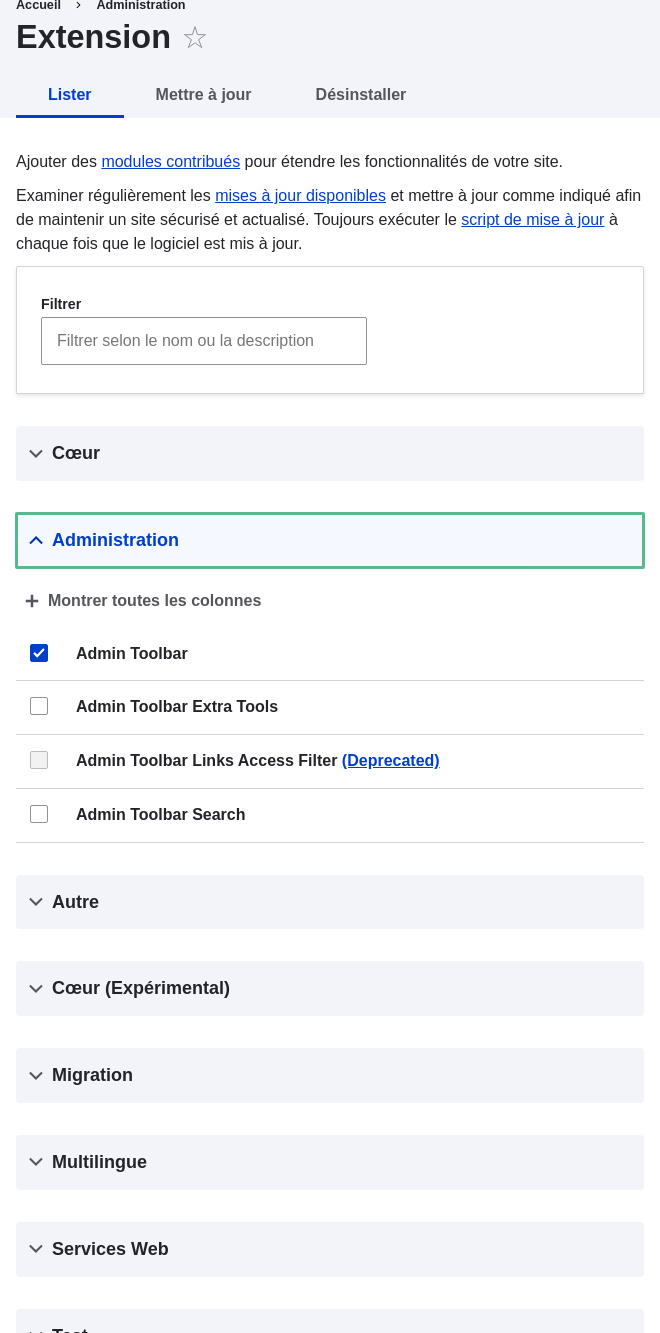 Accueil > Administration
Extension ☆
Lister Mettre à jour Désinstaller
Ajouter des modules contribués pour étendre les fonctionnalités de votre site.
Examiner régulièrement les mises à jour disponibles et mettre à jour comme indiqué afin
de maintenir un site sécurisé et actualisé. Toujours exécuter le script de mise à jour à
chaque fois que le logiciel est mis à jour.
Filtrer
Filtrer selon le nom ou la description
Cœur
Administration
+ Montrer toutes les colonnes
Admin Toolbar
Admin Toolbar Extra Tools
Admin Toolbar Links Access Filter (Deprecated)
Admin Toolbar Search
Autre
Cœur (Expérimental)
Migration
Multilingue
Services Web